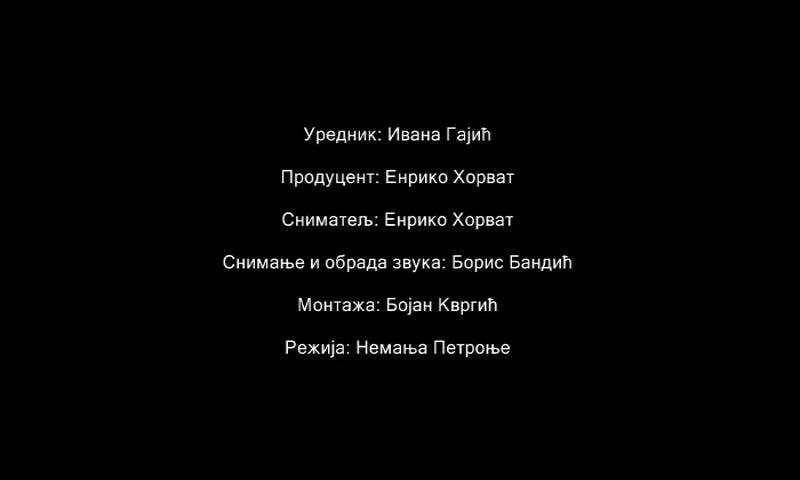 Уредник: Ивана Гајић
Продуцент: Енрико Хорват
Сниматељ: Енрико Хорват
Снимање и обрада звука: Борис Бандић
Монтажа: Бојан Квргић
Режија: Немања Петроње